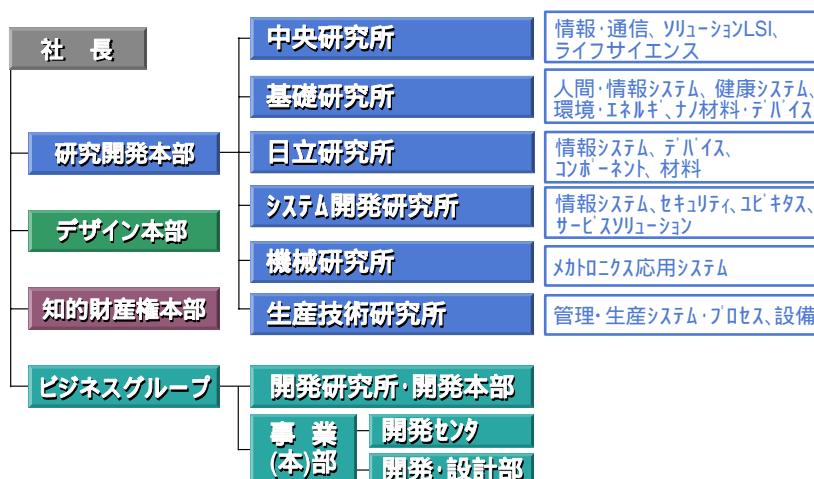 社 長
中央研究所
情報・通信、ソリューションLSI、
ライフサイエンス
基礎研究所
人間・情報システム、健康システム、
環境・エネルギ、ナノ材料・デバイス
研究開発本部
日立研究所
情報システム、デバイス、
コンポーネント、材料
デザイン本部
システム開発研究所
情報システム、セキュリティ、ユビキタス、
サービスソリューション
機械研究所
メカトロニクス応用システム
知的財産権本部
生産技術研究所
管理・生産システム・プロセス、設備
ビジネスグループ
開発研究所・開発本部
事 業
(本)部
開発センタ
開発・設計部